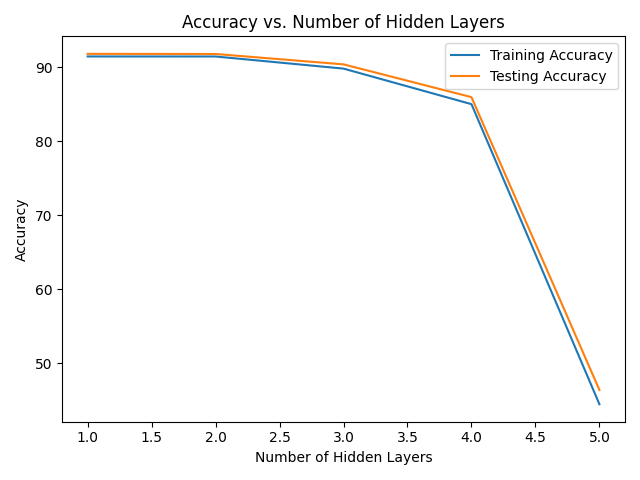 Accuracy vs. Number of Hidden Layers
Training Accuracy
Testing Accuracy
90
80
70
60
50
Accuracy
1.0 1.5 2.0 2.5 3.0 3.5 4.0 4.5 5.0
Number of Hidden Layers